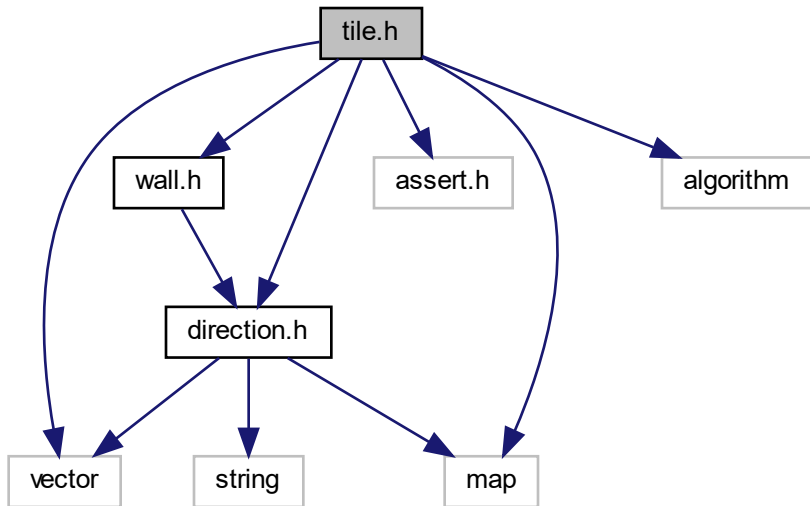 tile.h
wall.h
assert.h
algorithm
direction.h
vector
string
map